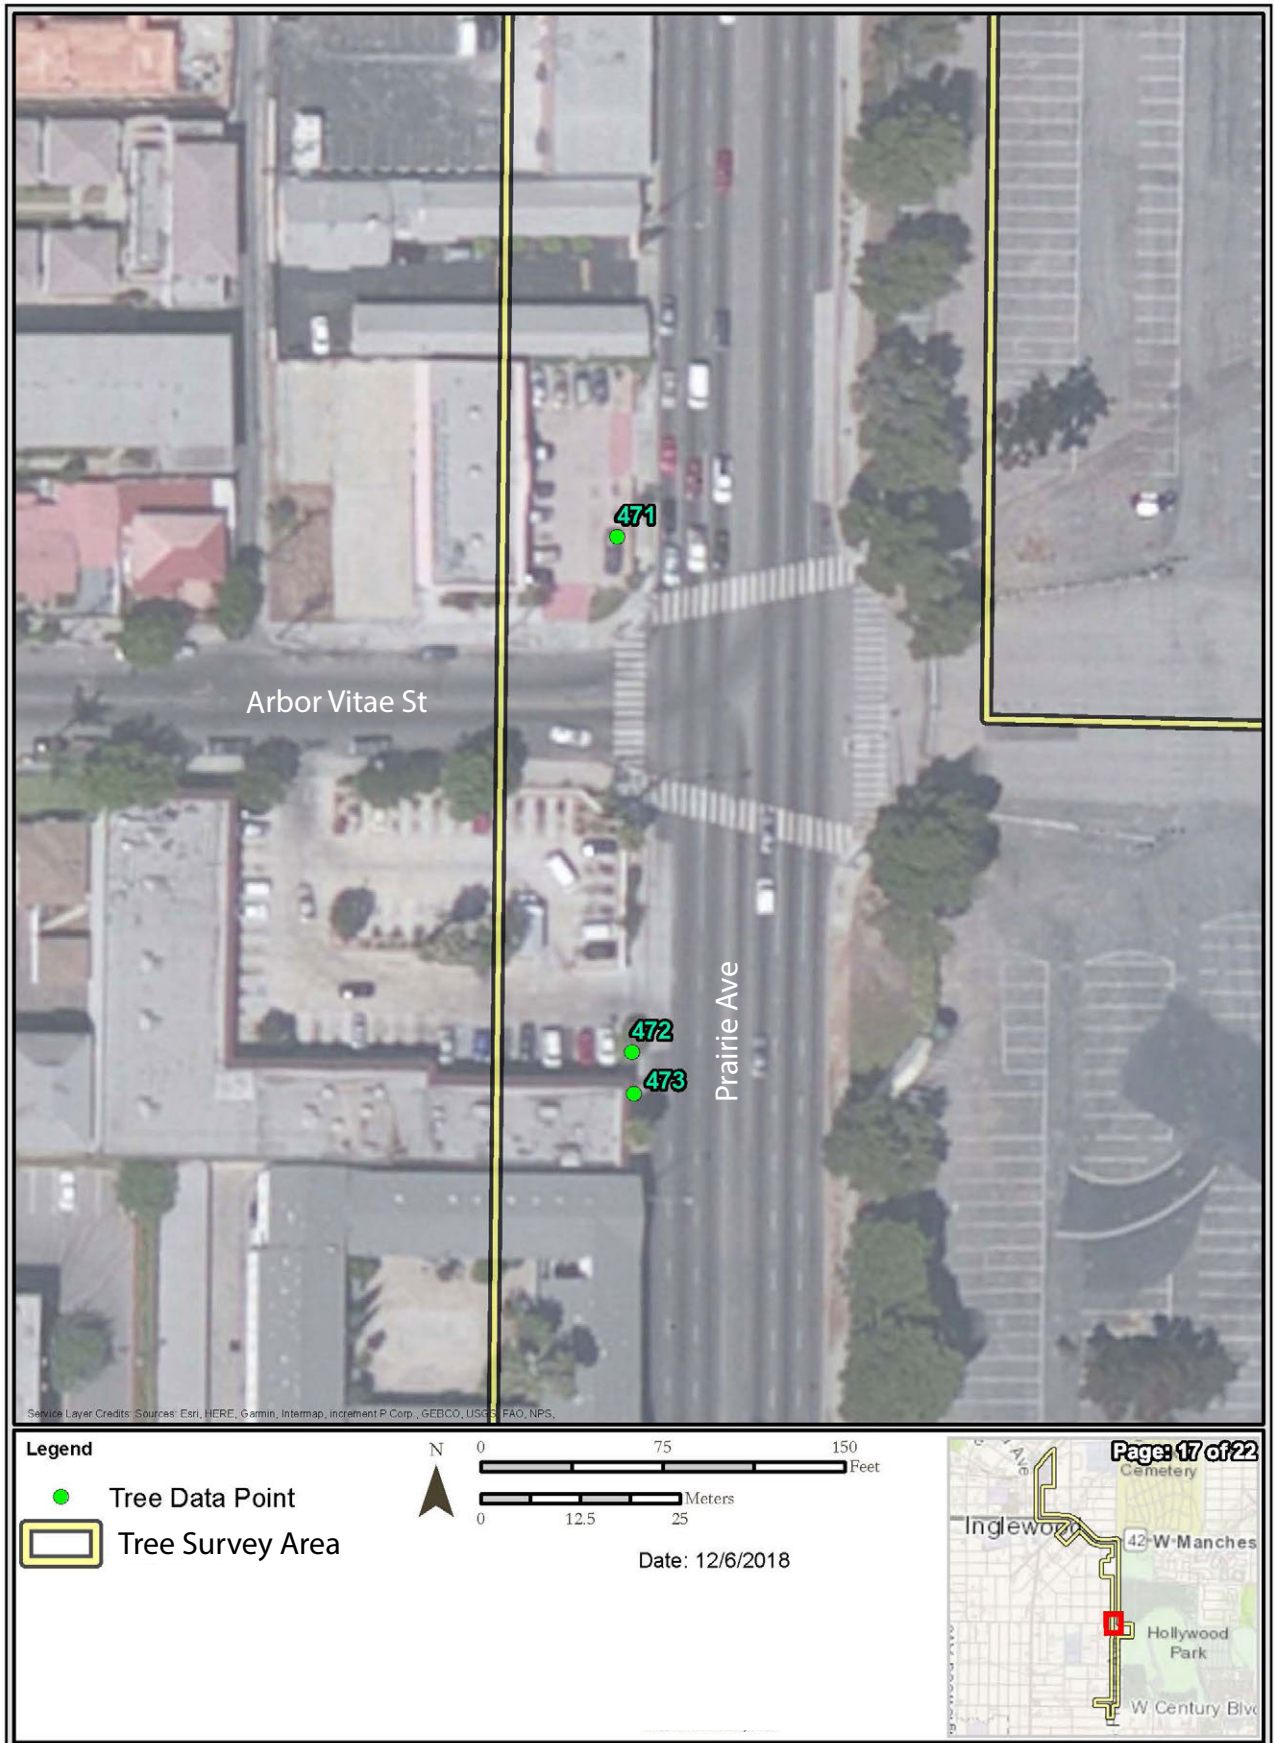 471
Arbor Vitae St
472
Prairie Ave
473
Service Layer Credits: Sources: Esri, HERE, Garmin, Intermap, increment P Corp., GEBCO, USGS, FAO, NPS,
Legend
Tree Data Point
Tree Survey Area
N
0 75 150
Feet
Meters
0 12.5 25
Date: 12/6/2018
Page: 17 of 22
Ave
Cemetery
Inglewood
42 W Manches
Hollywood
Park
W Century Blv